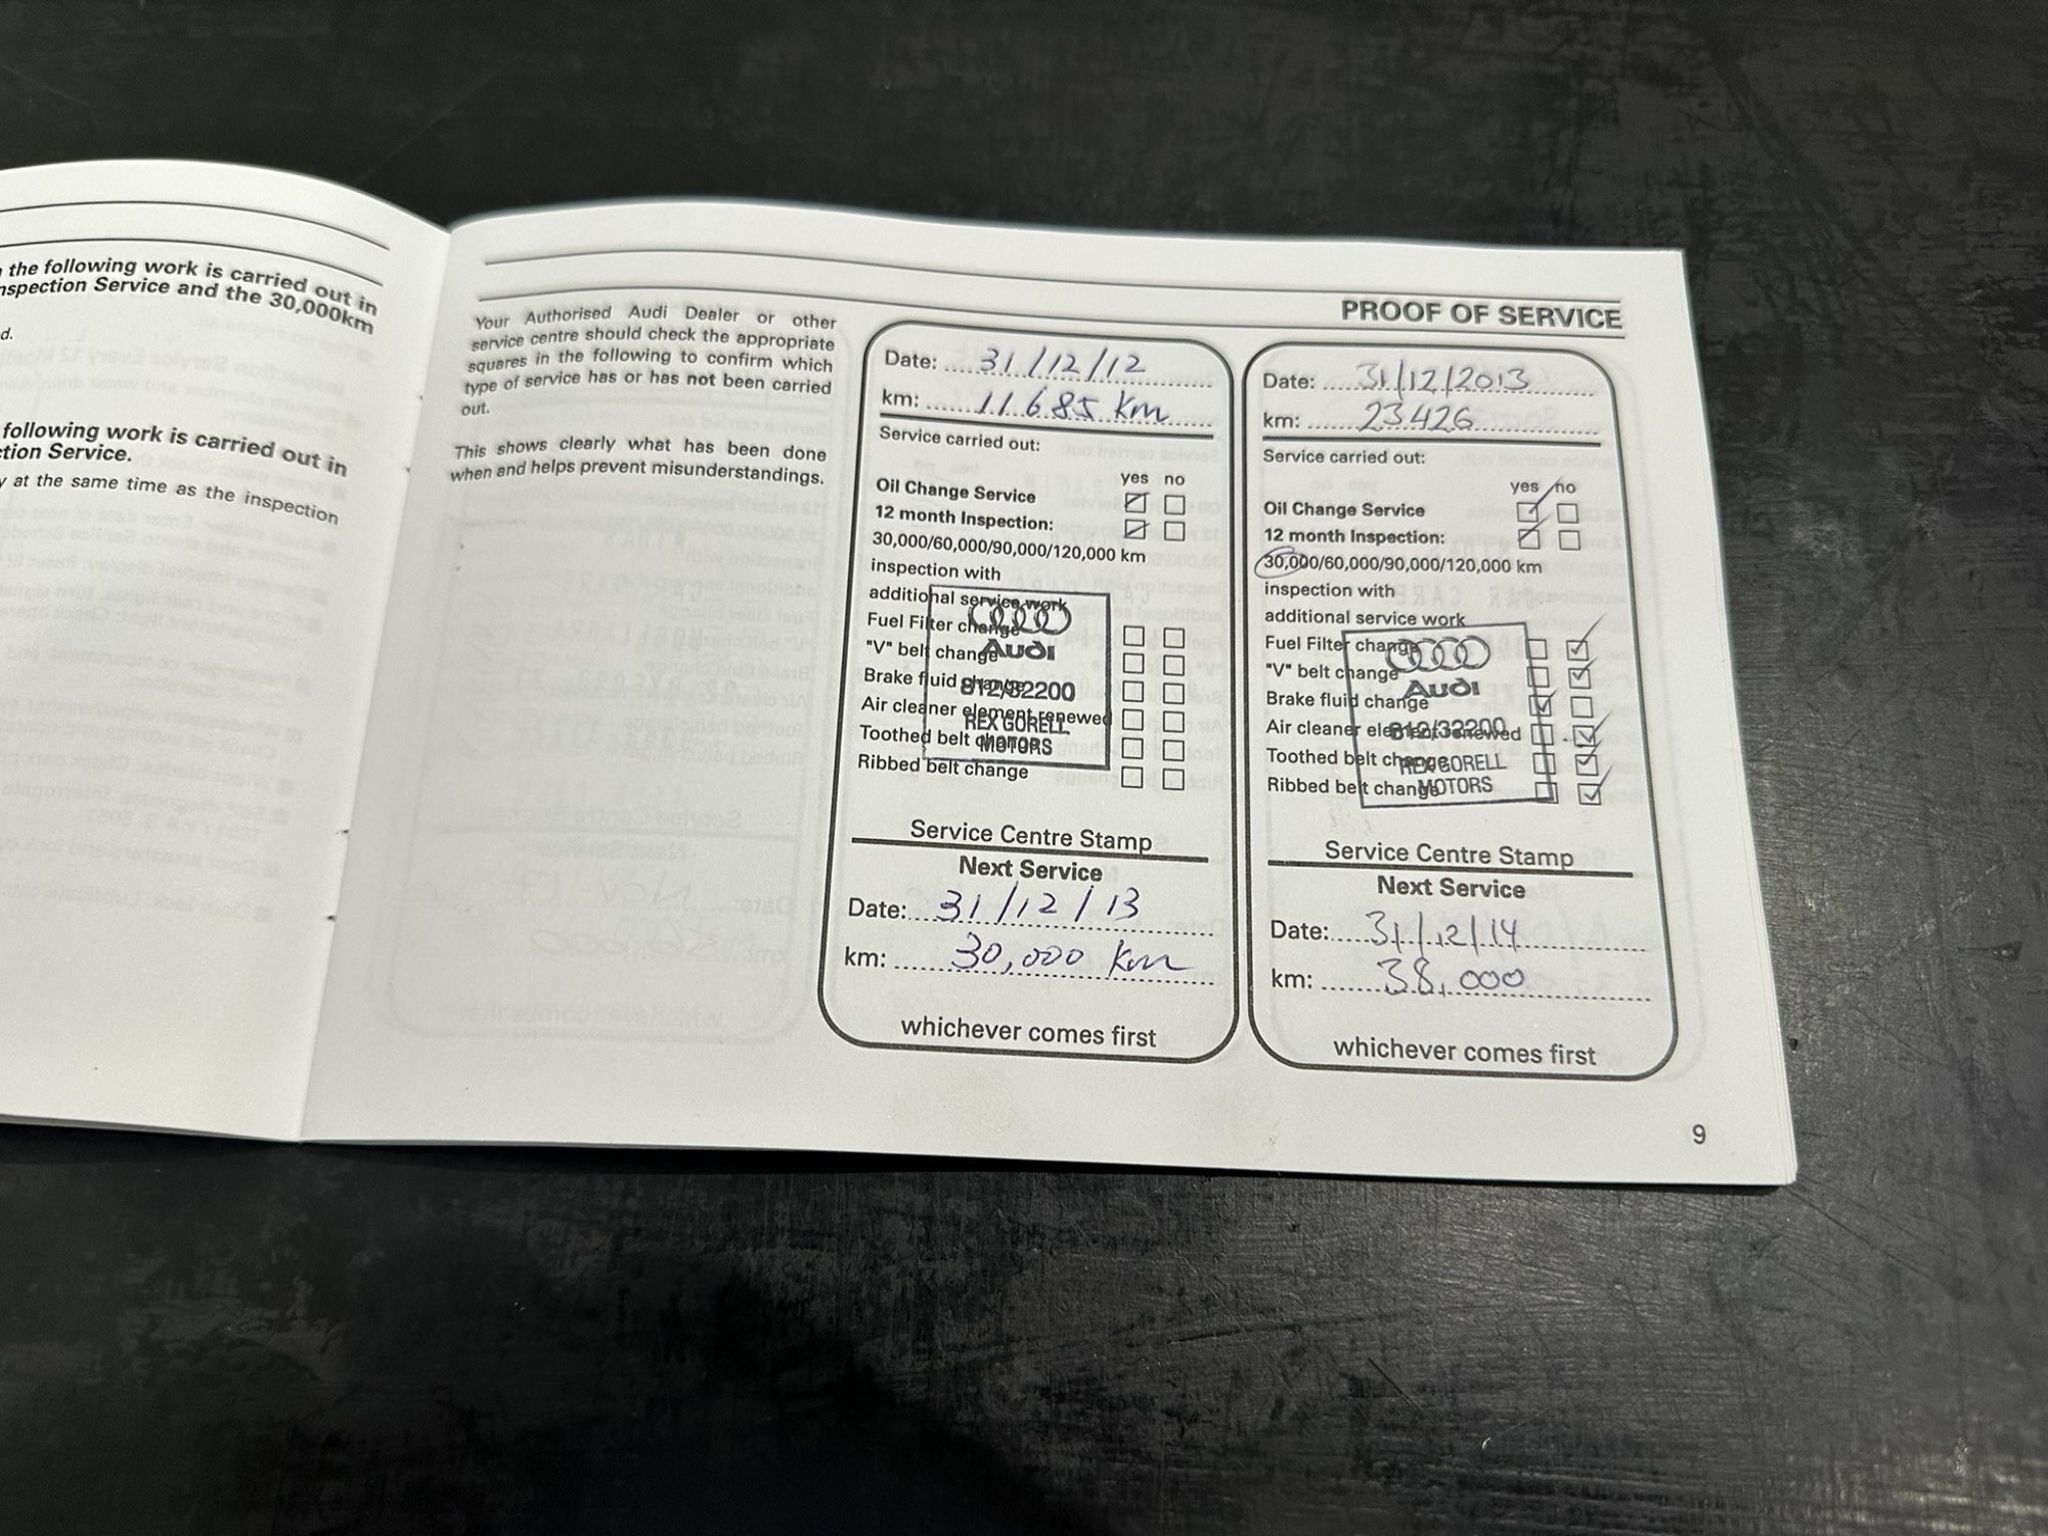 the following work is carried out in
nspection Service and the 30,000km
d.
following work is carried out in
ction Service.
y at the same time as the inspection
PROOF OF SERVICE
Your Authorised Audi Dealer or other
service centre should check the appropriate
squares in the following to confirm which
type of service has or has not been carried
out.
This shows clearly what has been done
when and helps prevent misunderstandings.
Date: 31/12/12
km: 11685 km
Service carried out:
yes no
Oil Change Service
12 month Inspection:
30,000/60,000/90,000/120,000 km
inspection with
additional service work
Fuel Filter change
"V" belt change
Brake fluid change
Air cleaner element renewed
Toothed belt change
Ribbed belt change
Audi
812/32200
REX GORELL
MOTORS
Service Centre Stamp
Next Service
Date: 31/12/13
km: 30,000 km
whichever comes first
Date: 31/12/2013
km: 23426
Service carried out:
yes no
Oil Change Service
12 month Inspection:
30,000/60,000/90,000/120,000 km
inspection with
additional service work
Fuel Filter change
"V" belt change
Brake fluid change
Air cleaner element renewed
Toothed belt change
Ribbed belt change
Audi
812/32200
REX GORELL
MOTORS
Service Centre Stamp
Next Service
Date: 31/12/14
km: 38,000
whichever comes first
9